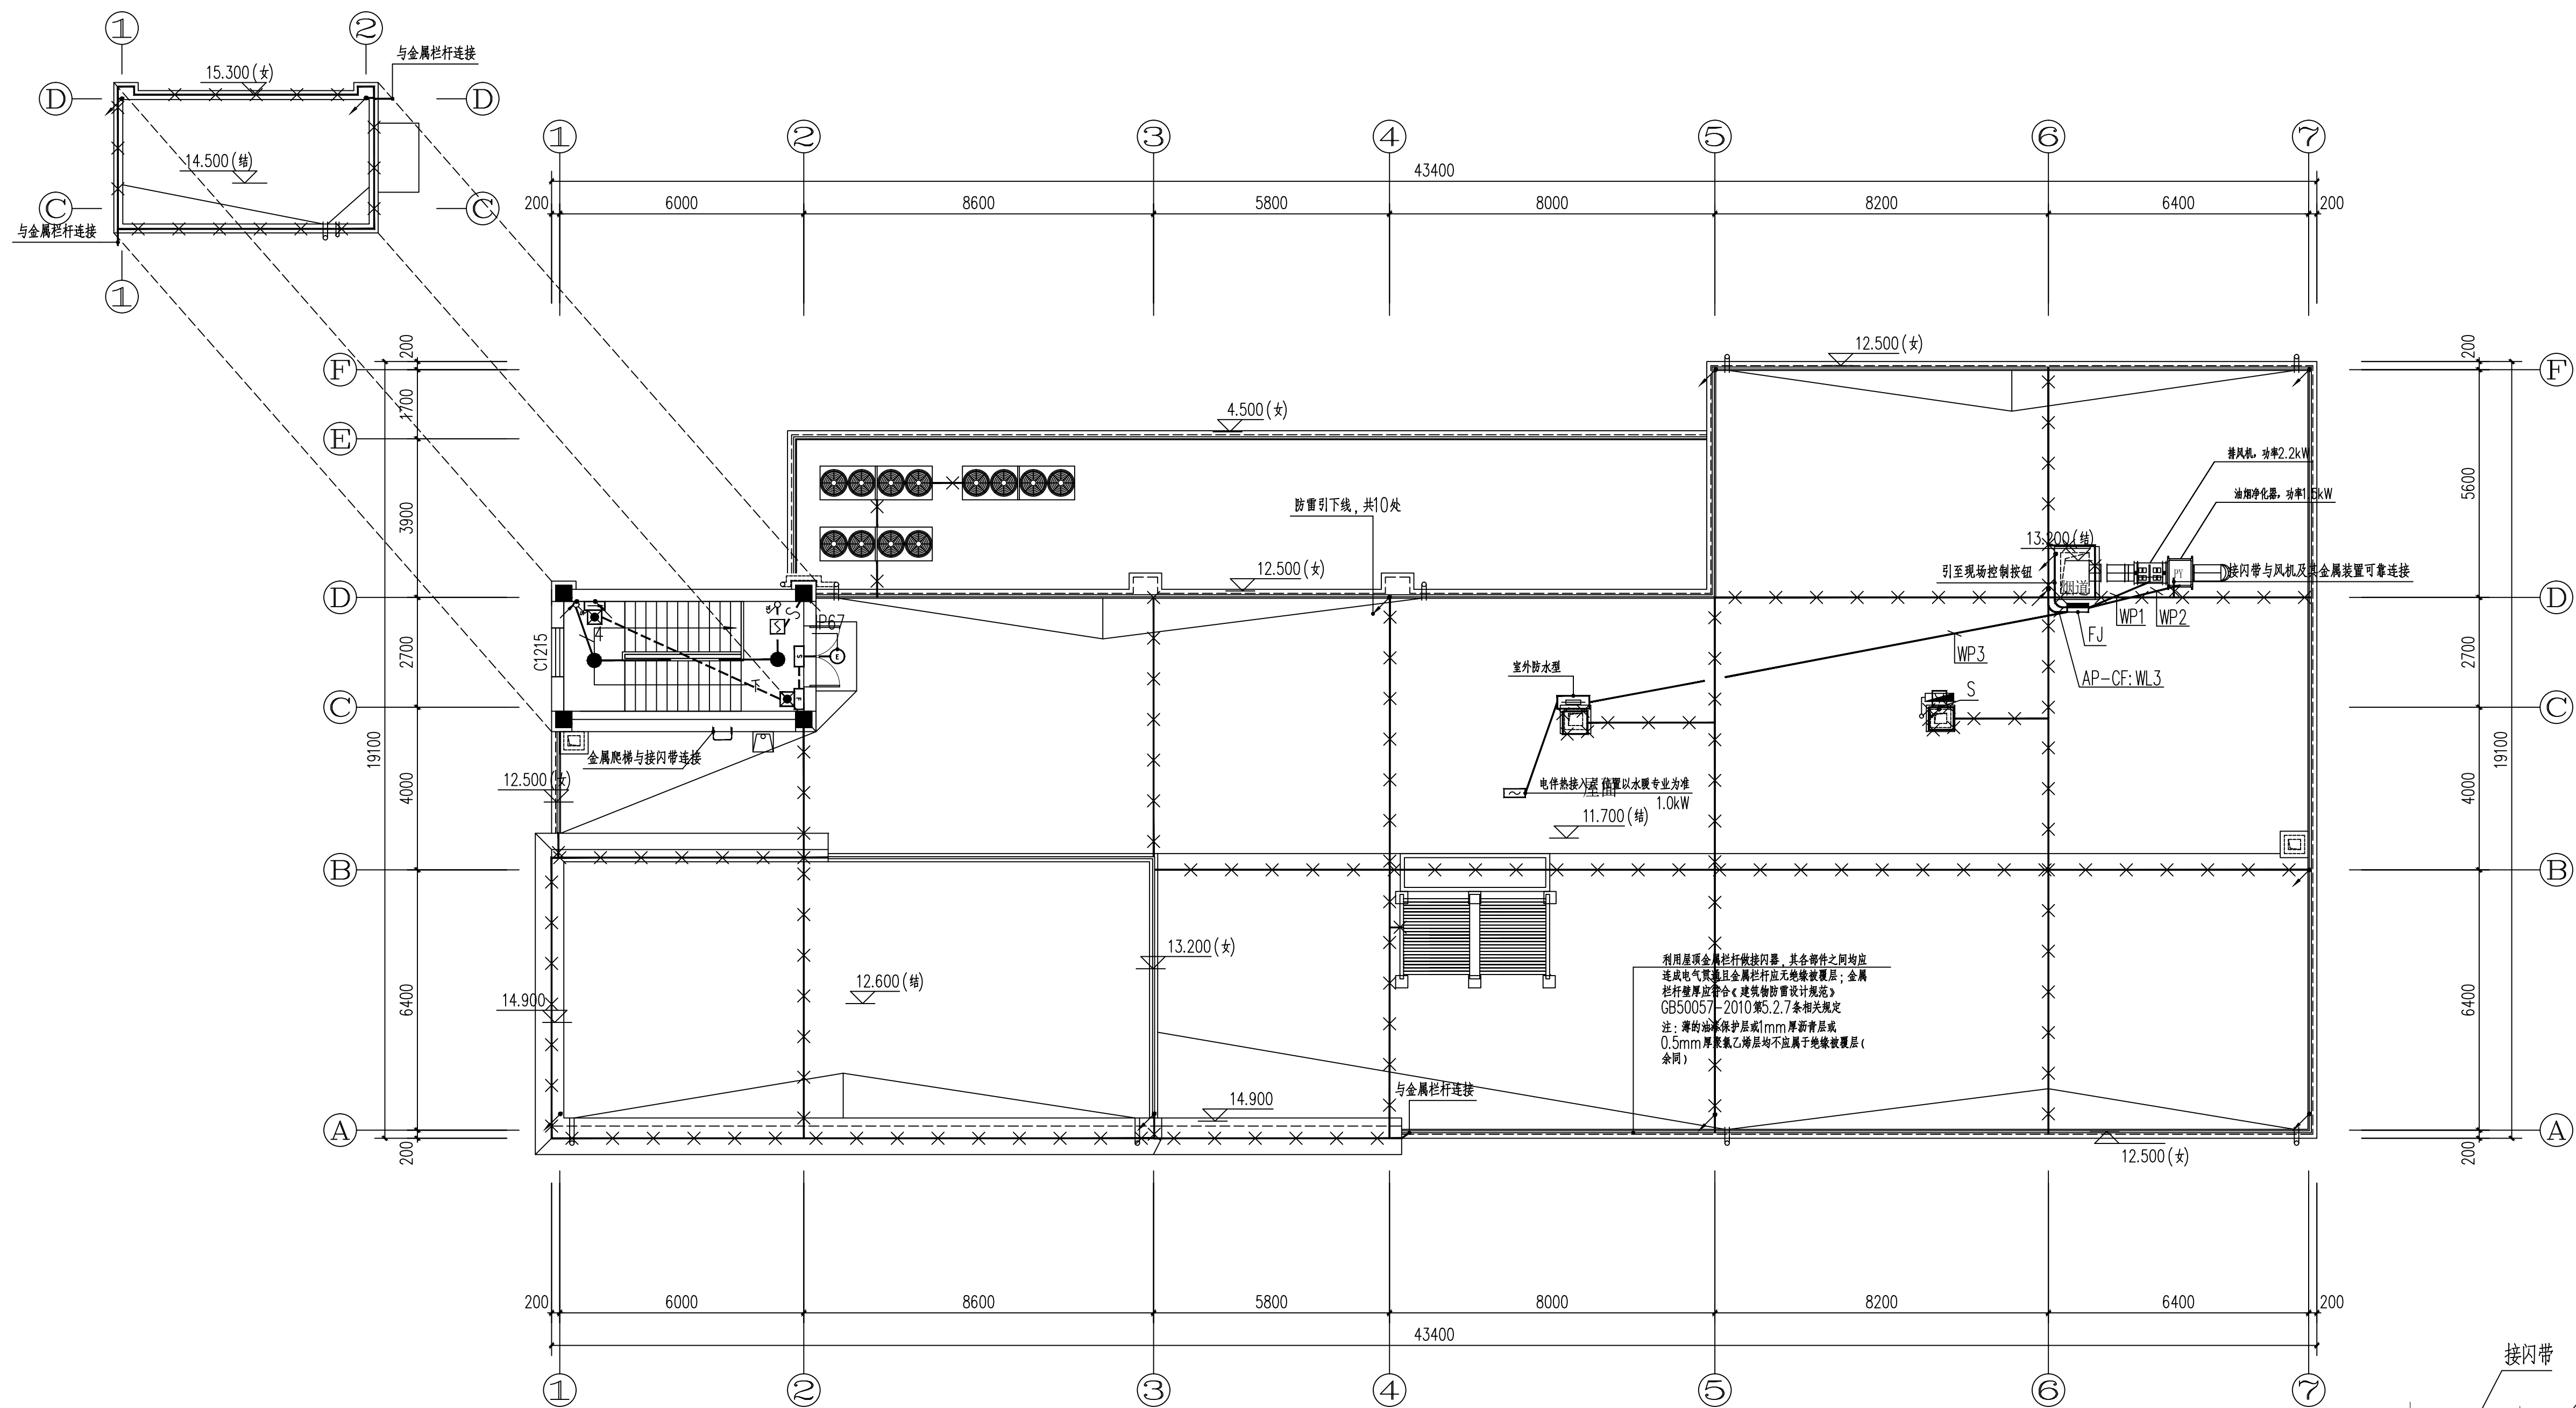 ① ②
与金属栏杆连接
15.300(女)
D D
14.500(结)
C C
与金属栏杆连接
①
① ② ③ ④ ⑤ ⑥ ⑦
43400
200 6000 8600 5800 8000 8200 6400 200
12.500(女)
F F
200 200
1700
4.500(女)
E
排风机，功率2.2kW
5600
油烟净化器，功率1.5kW
3900
防雷引下线，共10处
13.200(结)
12.500(女)
引至现场控制按钮
烟道
PY
接闪带与风机及其金属装置可靠连接
D D
WP1 WP2
IP67
S
FJ
4
C1215
2700 2700
E
S
WP3
室外防水型
下
AP-CF:WL3
F
S
C C
19100 19100
金属爬梯与接闪带连接
12.500(女)
电伴热接入点 位置以水暖专业为准
屋面
1.0kW
4000 4000
11.700(结)
B B
13.200(女)
利用屋顶金属栏杆做接闪器，其各部件之间均应
连成电气贯通且金属栏杆应无绝缘被覆层；金属
栏杆壁厚应符合《建筑物防雷设计规范》
GB50057-2010第5.2.7条相关规定
注：薄的油漆保护层或1mm厚沥青层或
0.5mm厚聚氯乙烯层均不应属于绝缘被覆层(
余同)
12.600(结)
14.900
6400 6400
与金属栏杆连接
14.900
A A
200 200
12.500(女)
200 6000 8600 5800 8000 8200 6400 200
43400
接闪带
① ② ③ ④ ⑤ ⑥ ⑦